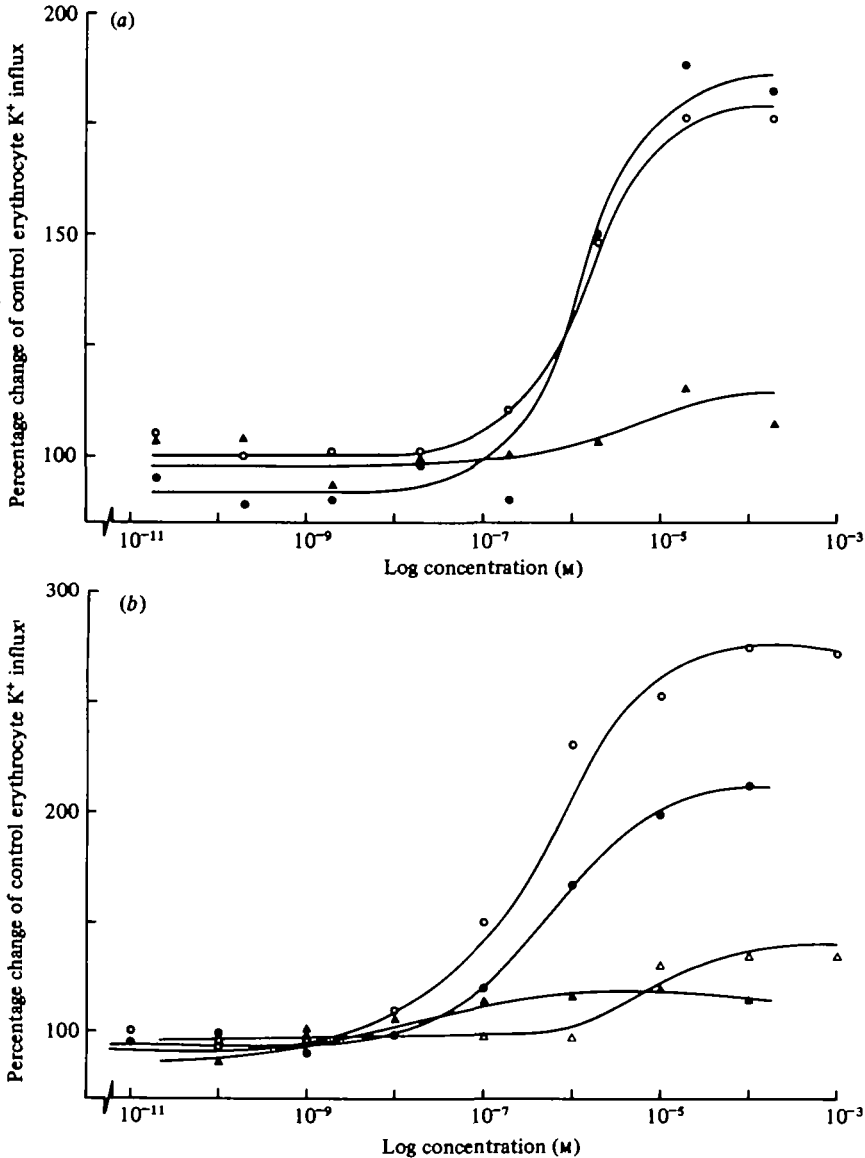 (a)
Percentage change of control erythrocyte K⁺ influx
200
150
100
10⁻¹¹ 10⁻⁹ 10⁻⁷ 10⁻⁵ 10⁻³
Log concentration (M)
(b)
Percentage change of control erythrocyte K⁺ influx
300
200
100
10⁻¹¹ 10⁻⁹ 10⁻⁷ 10⁻⁵ 10⁻³
Log concentration (M)